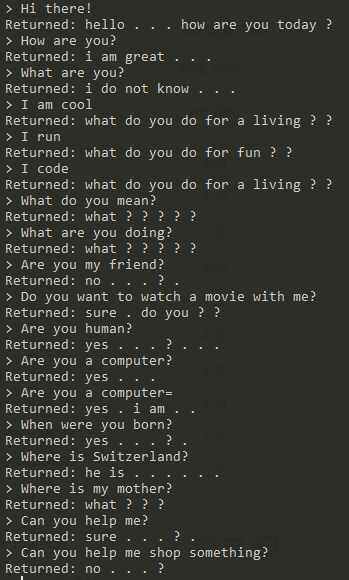 > Hi there!
Returned: hello . . . how are you today ?
> How are you?
Returned: i am great . . .
> What are you?
Returned: i do not know . . .
> I am cool
Returned: what do you do for a living ? ?
> I run
Returned: what do you do for fun ? ?
> I code
Returned: what do you do for a living ? ?
> What do you mean?
Returned: what ? ? ? ? ?
> What are you doing?
Returned: what ? ? ? ? ?
> Are you my friend?
Returned: no . . . ? .
> Do you want to watch a movie with me?
Returned: sure . do you ? ?
> Are you human?
Returned: yes . . . ? . . .
> Are you a computer?
Returned: yes . . .
> Are you a computer=
Returned: yes . i am . .
> When were you born?
Returned: yes . . . ? .
> Where is Switzerland?
Returned: he is . . . . . .
> Where is my mother?
Returned: what ? ? ?
> Can you help me?
Returned: sure . . . ? .
> Can you help me shop something?
Returned: no . . . ?